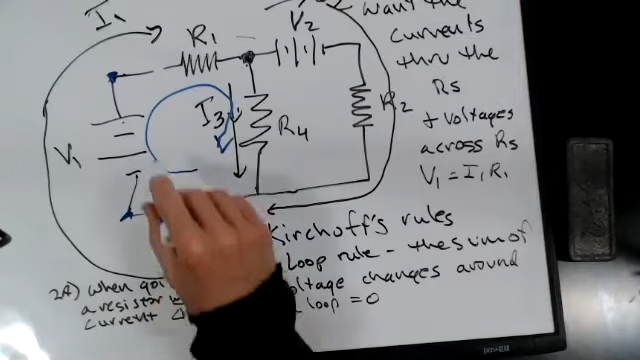 I1
R1
V2
want the
currents
thru the
Rs
+ voltages
across Rs
V1 = I1R1
I3
R4
R2
V1
Kirchoff's rules
Loop rule - the sum of
voltage changes around
loop = 0
2A) when
a resistor
current Δ